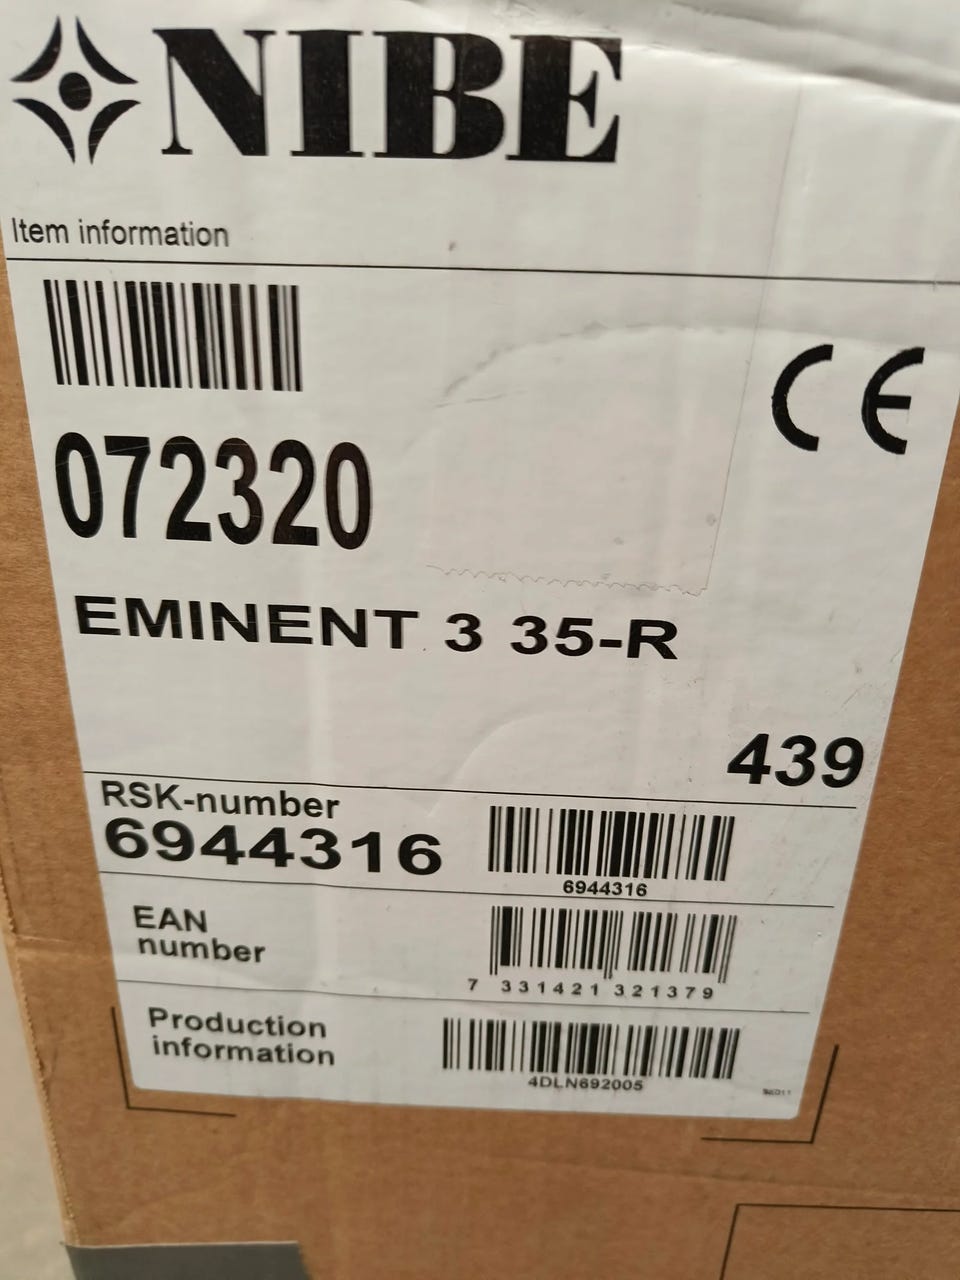 NIBE
Item information
CE
072320
EMINENT 3 35-R
439
RSK-number
6944316
6944316
EAN
number
7 331421 321379
Production
information
4DLN692005